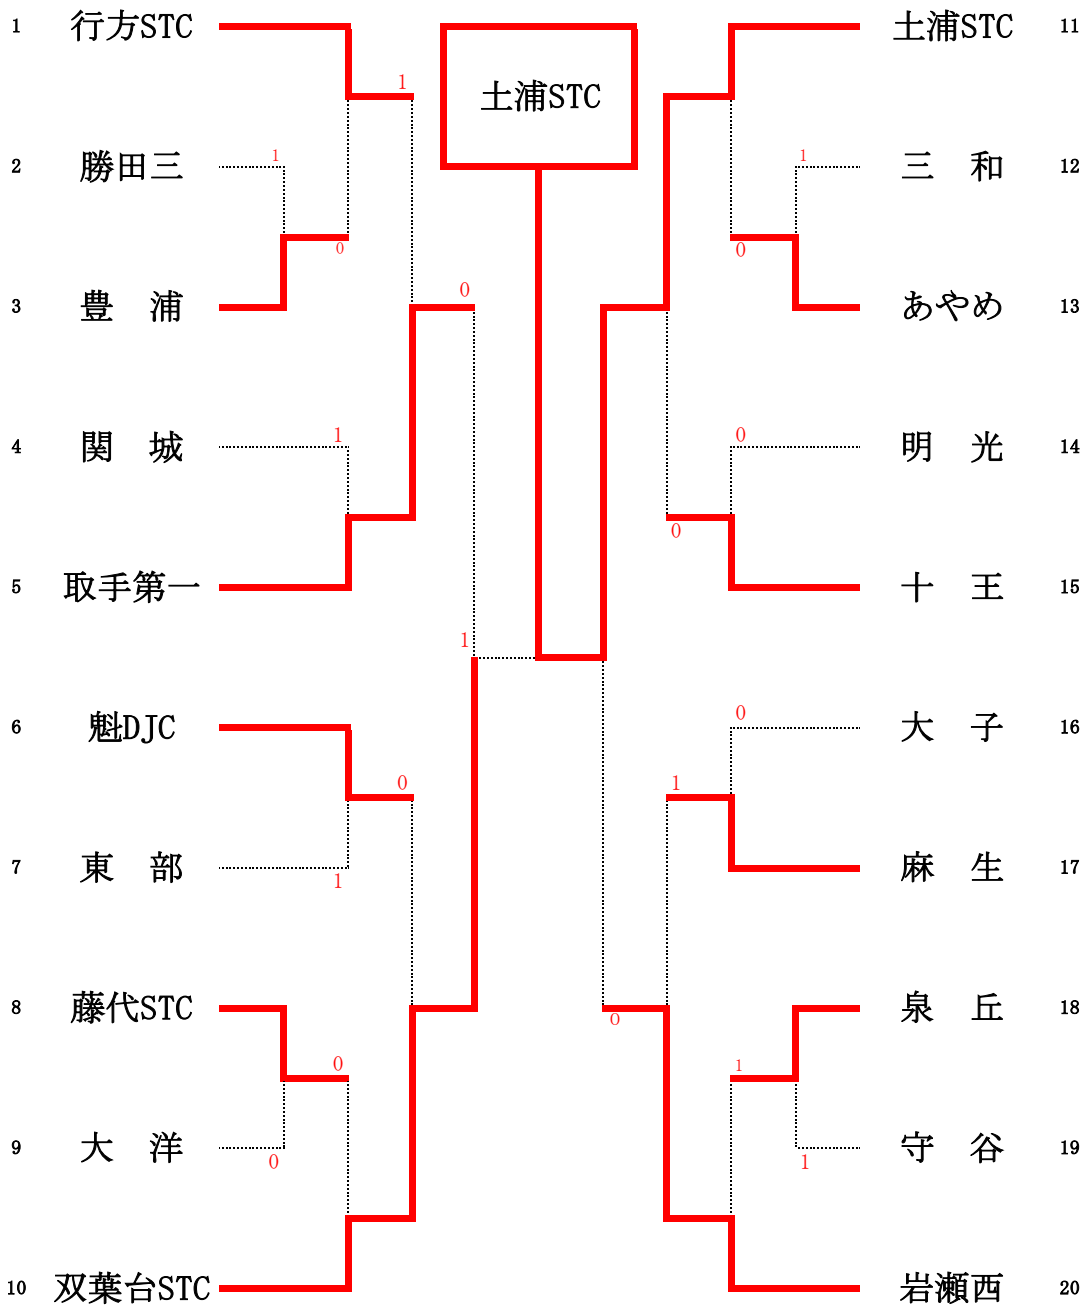 1 行方STC
1
2 勝田三
1
0
3 豊　浦
0
4 関　城
1
5 取手第一
1
6 魁DJC
0
7 東　部
1
8 藤代STC
0
9 大　洋
0
10 双葉台STC
土浦STC
土浦STC 11
1
三　和 12
0
あやめ 13
0
明　光 14
0
十　王 15
0
大　子 16
1
麻　生 17
0
泉　丘 18
1
守　谷 19
1
岩瀬西 20